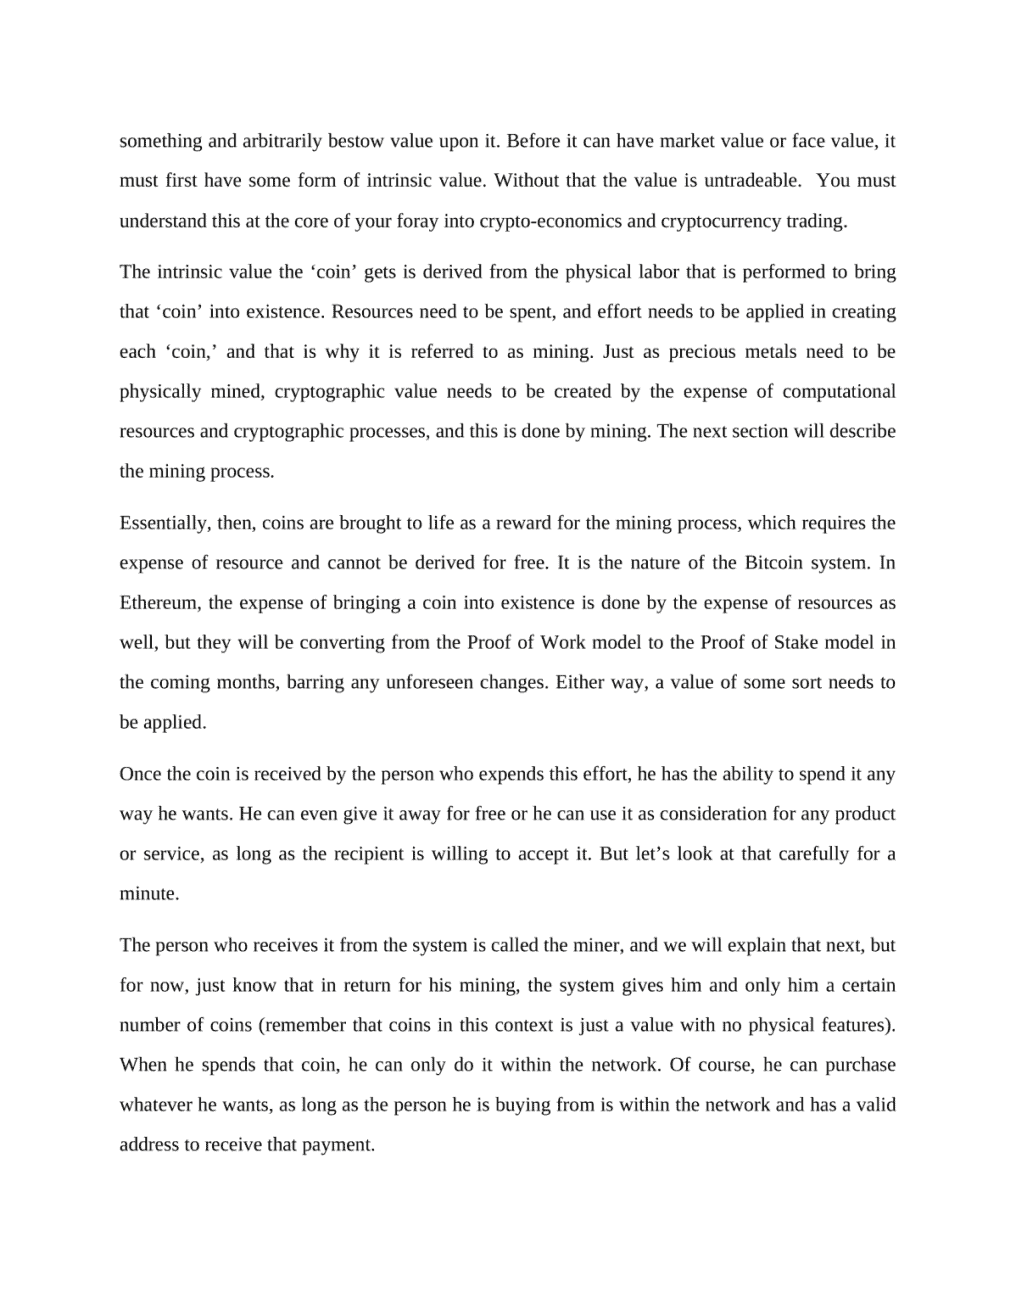 something and arbitrarily bestow value upon it. Before it can have market value or face value, it
must first have some form of intrinsic value. Without that the value is untradeable.  You must
understand this at the core of your foray into crypto-economics and cryptocurrency trading.
The intrinsic value the ‘coin’ gets is derived from the physical labor that is performed to bring
that ‘coin’ into existence. Resources need to be spent, and effort needs to be applied in creating
each ‘coin,’ and that is why it is referred to as mining. Just as precious metals need to be
physically mined, cryptographic value needs to be created by the expense of computational
resources and cryptographic processes, and this is done by mining. The next section will describe
the mining process.
Essentially, then, coins are brought to life as a reward for the mining process, which requires the
expense of resource and cannot be derived for free. It is the nature of the Bitcoin system. In
Ethereum, the expense of bringing a coin into existence is done by the expense of resources as
well, but they will be converting from the Proof of Work model to the Proof of Stake model in
the coming months, barring any unforeseen changes. Either way, a value of some sort needs to
be applied.
Once the coin is received by the person who expends this effort, he has the ability to spend it any
way he wants. He can even give it away for free or he can use it as consideration for any product
or service, as long as the recipient is willing to accept it. But let’s look at that carefully for a
minute.
The person who receives it from the system is called the miner, and we will explain that next, but
for now, just know that in return for his mining, the system gives him and only him a certain
number of coins (remember that coins in this context is just a value with no physical features).
When he spends that coin, he can only do it within the network. Of course, he can purchase
whatever he wants, as long as the person he is buying from is within the network and has a valid
address to receive that payment.